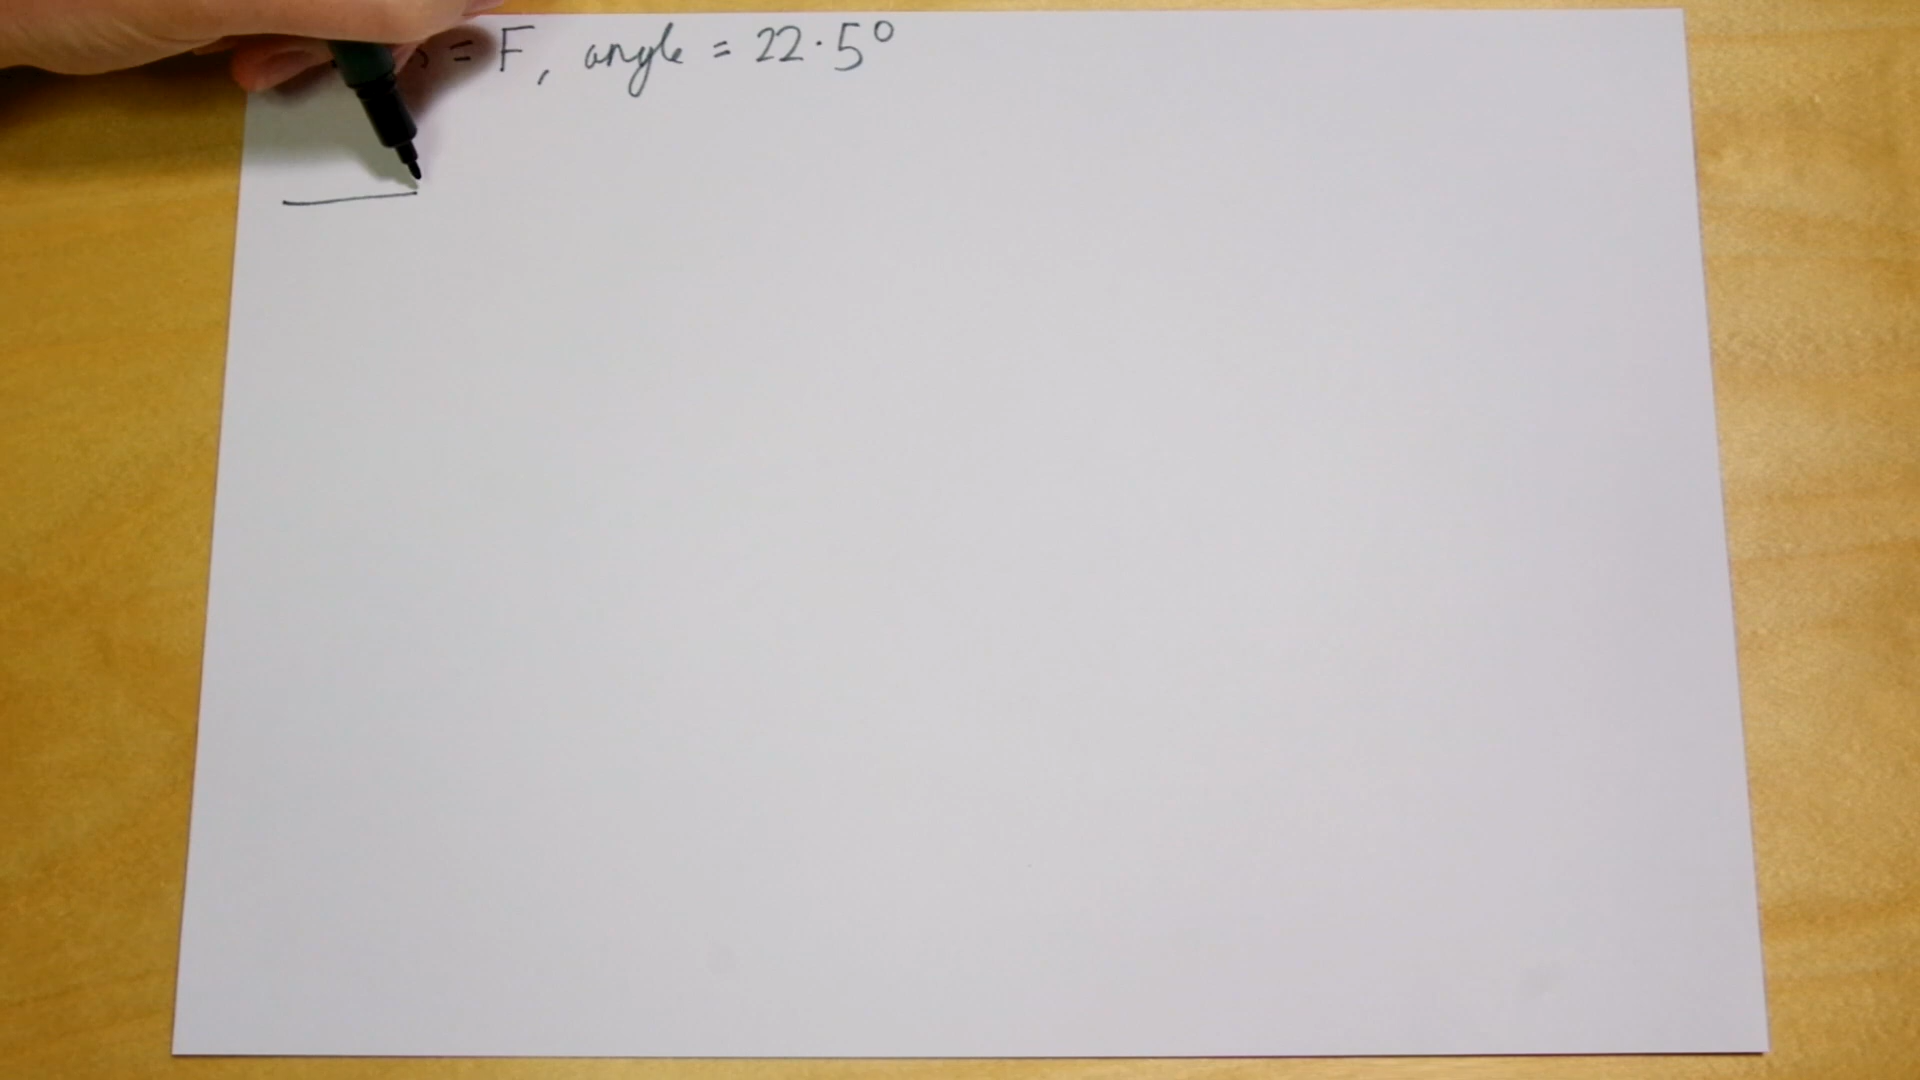 = F, angle = 22.5°